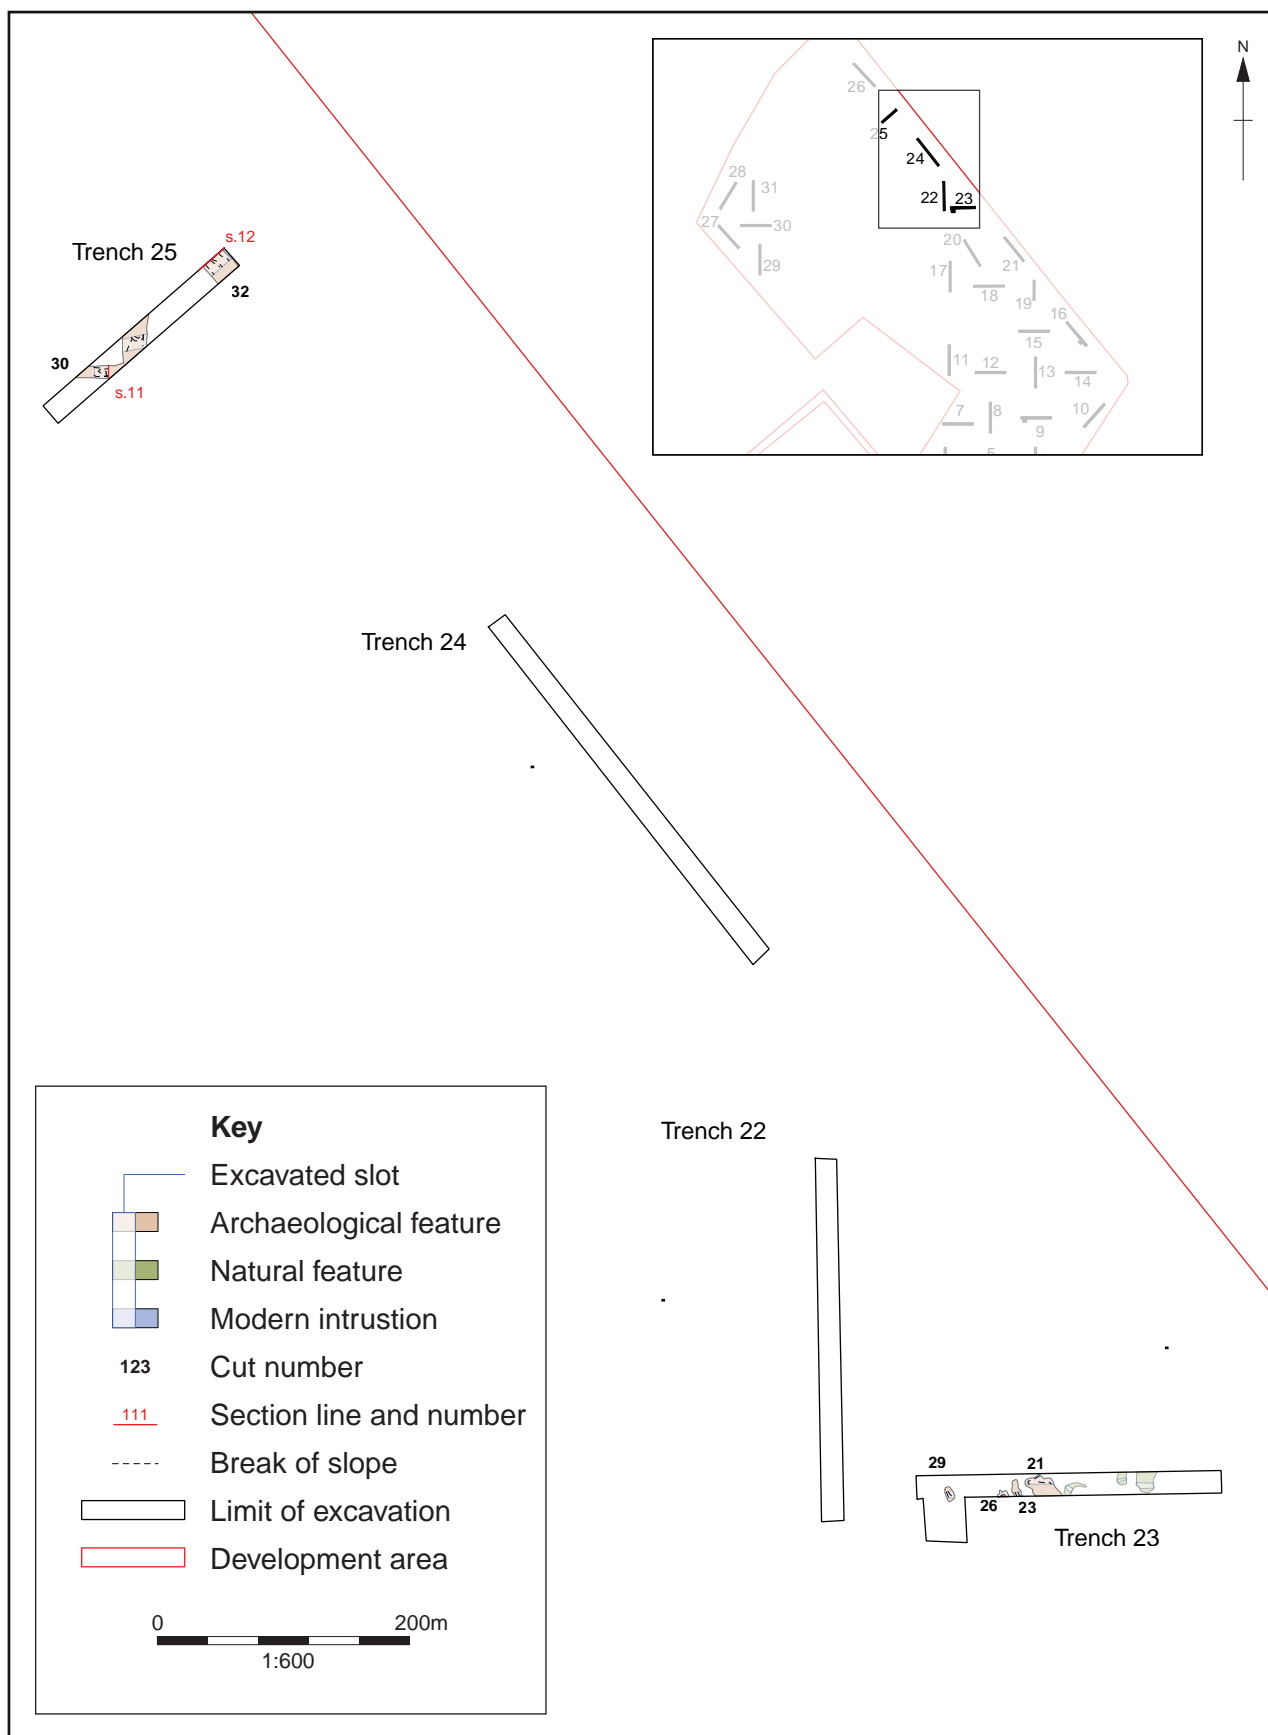 N
26
25
24
22
23
28
31
27
30
29
20
21
17
18
19
16
15
11
12
13
14
7
8
9
10
5
Trench 25
s.12
32
30
s.11
Trench 24
Trench 22
29
21
26
23
Trench 23
Key
Excavated slot
Archaeological feature
Natural feature
Modern intrustion
123 Cut number
111 Section line and number
Break of slope
Limit of excavation
Development area
0 200m
1:600